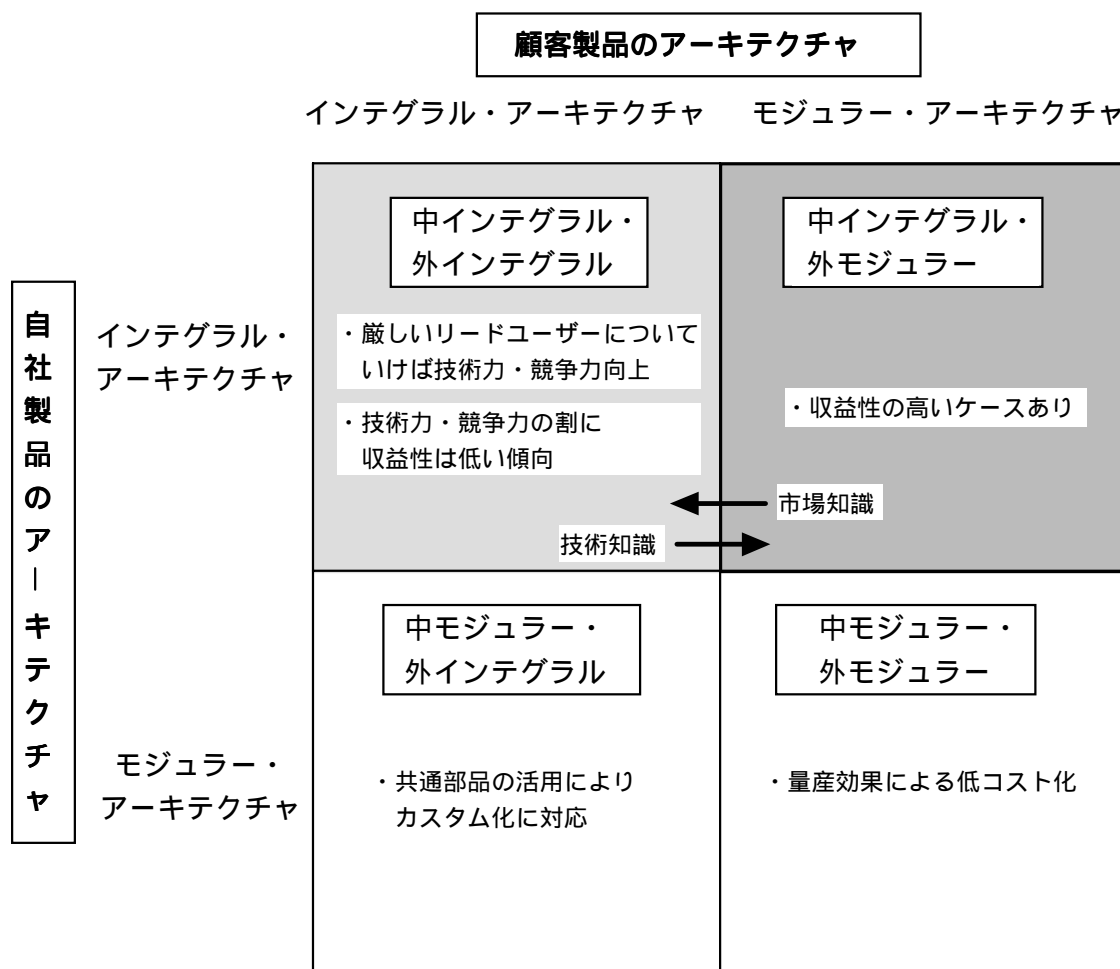 顧客製品のアーキテクチャ
インテグラル・アーキテクチャ
モジュラー・アーキテクチャ
自社製品のアーキテクチャ
インテグラル・
アーキテクチャ
中インテグラル・
外インテグラル
・厳しいリードユーザーについて
いけば技術力・競争力向上
・技術力・競争力の割に
収益性は低い傾向
中インテグラル・
外モジュラー
・収益性の高いケースあり
市場知識
技術知識
モジュラー・
アーキテクチャ
中モジュラー・
外インテグラル
・共通部品の活用により
カスタム化に対応
中モジュラー・
外モジュラー
・量産効果による低コスト化